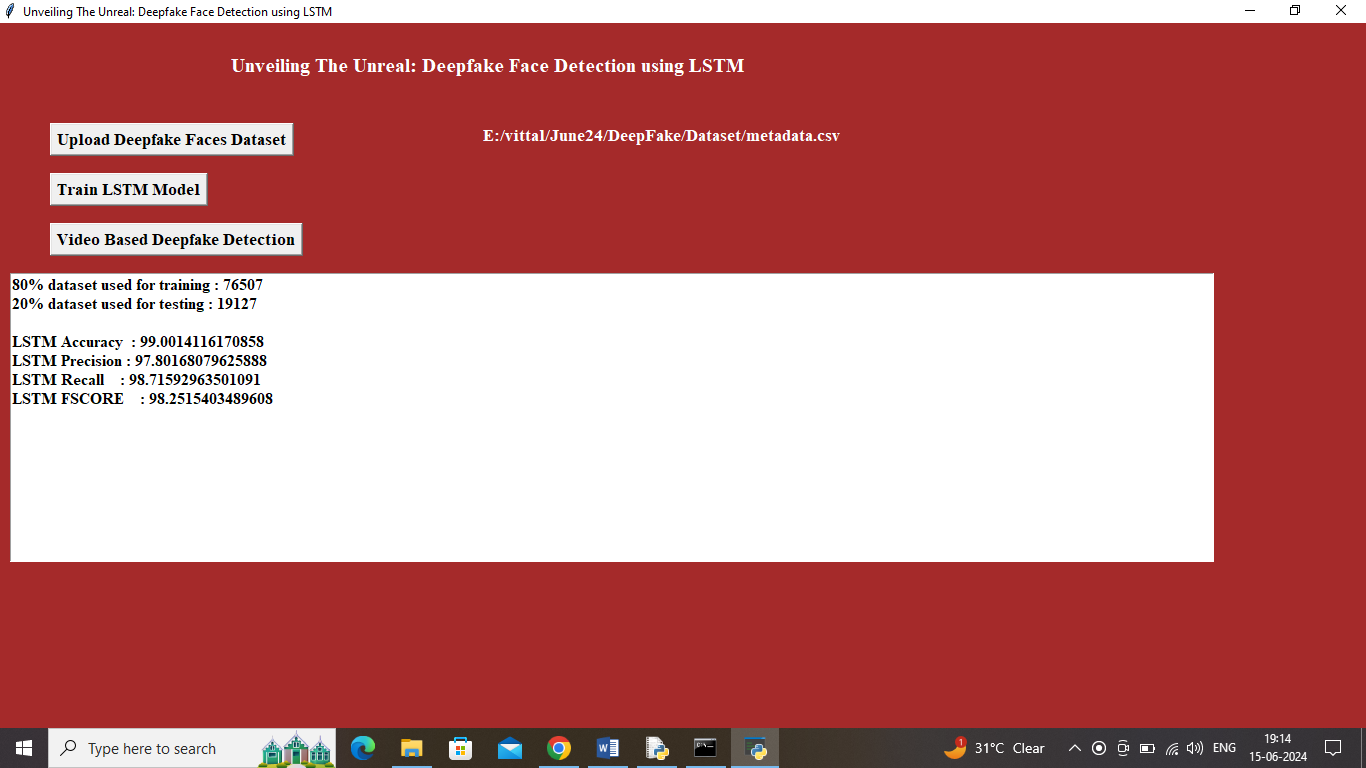 Unveiling The Unreal: Deepfake Face Detection using LSTM
Unveiling The Unreal: Deepfake Face Detection using LSTM
Upload Deepfake Faces Dataset
E:/vittal/June24/DeepFake/Dataset/metadata.csv
Train LSTM Model
Video Based Deepfake Detection
80% dataset used for training : 76507
20% dataset used for testing : 19127
LSTM Accuracy  : 99.0014116170858
LSTM Precision : 97.80168079625888
LSTM Recall    : 98.71592963501091
LSTM FSCORE    : 98.2515403489608
Type here to search
1
31°C Clear
ENG
19:14
15-06-2024